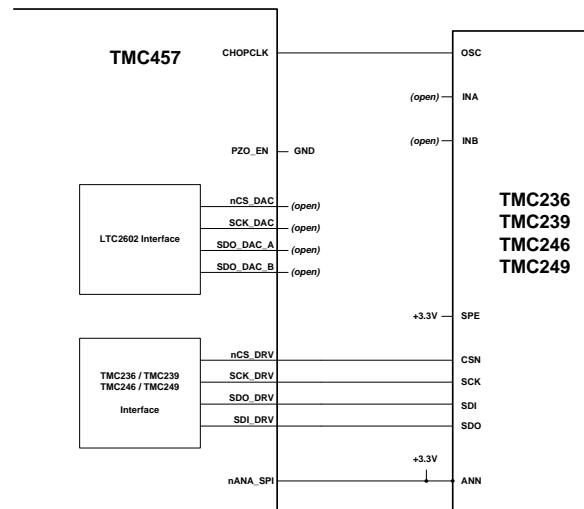 TMC457
CHOPCLK
OSC
(open)
INA
(open)
INB
PZO_EN
GND
nCS_DAC
(open)
SCK_DAC
(open)
LTC2602 Interface
SDO_DAC_A
(open)
SDO_DAC_B
(open)
TMC236
TMC239
TMC246
TMC249
+3.3V
SPE
nCS_DRV
CSN
TMC236 / TMC239
TMC246 / TMC249
Interface
SCK_DRV
SCK
SDO_DRV
SDI
SDI_DRV
SDO
+3.3V
nANA_SPI
ANN